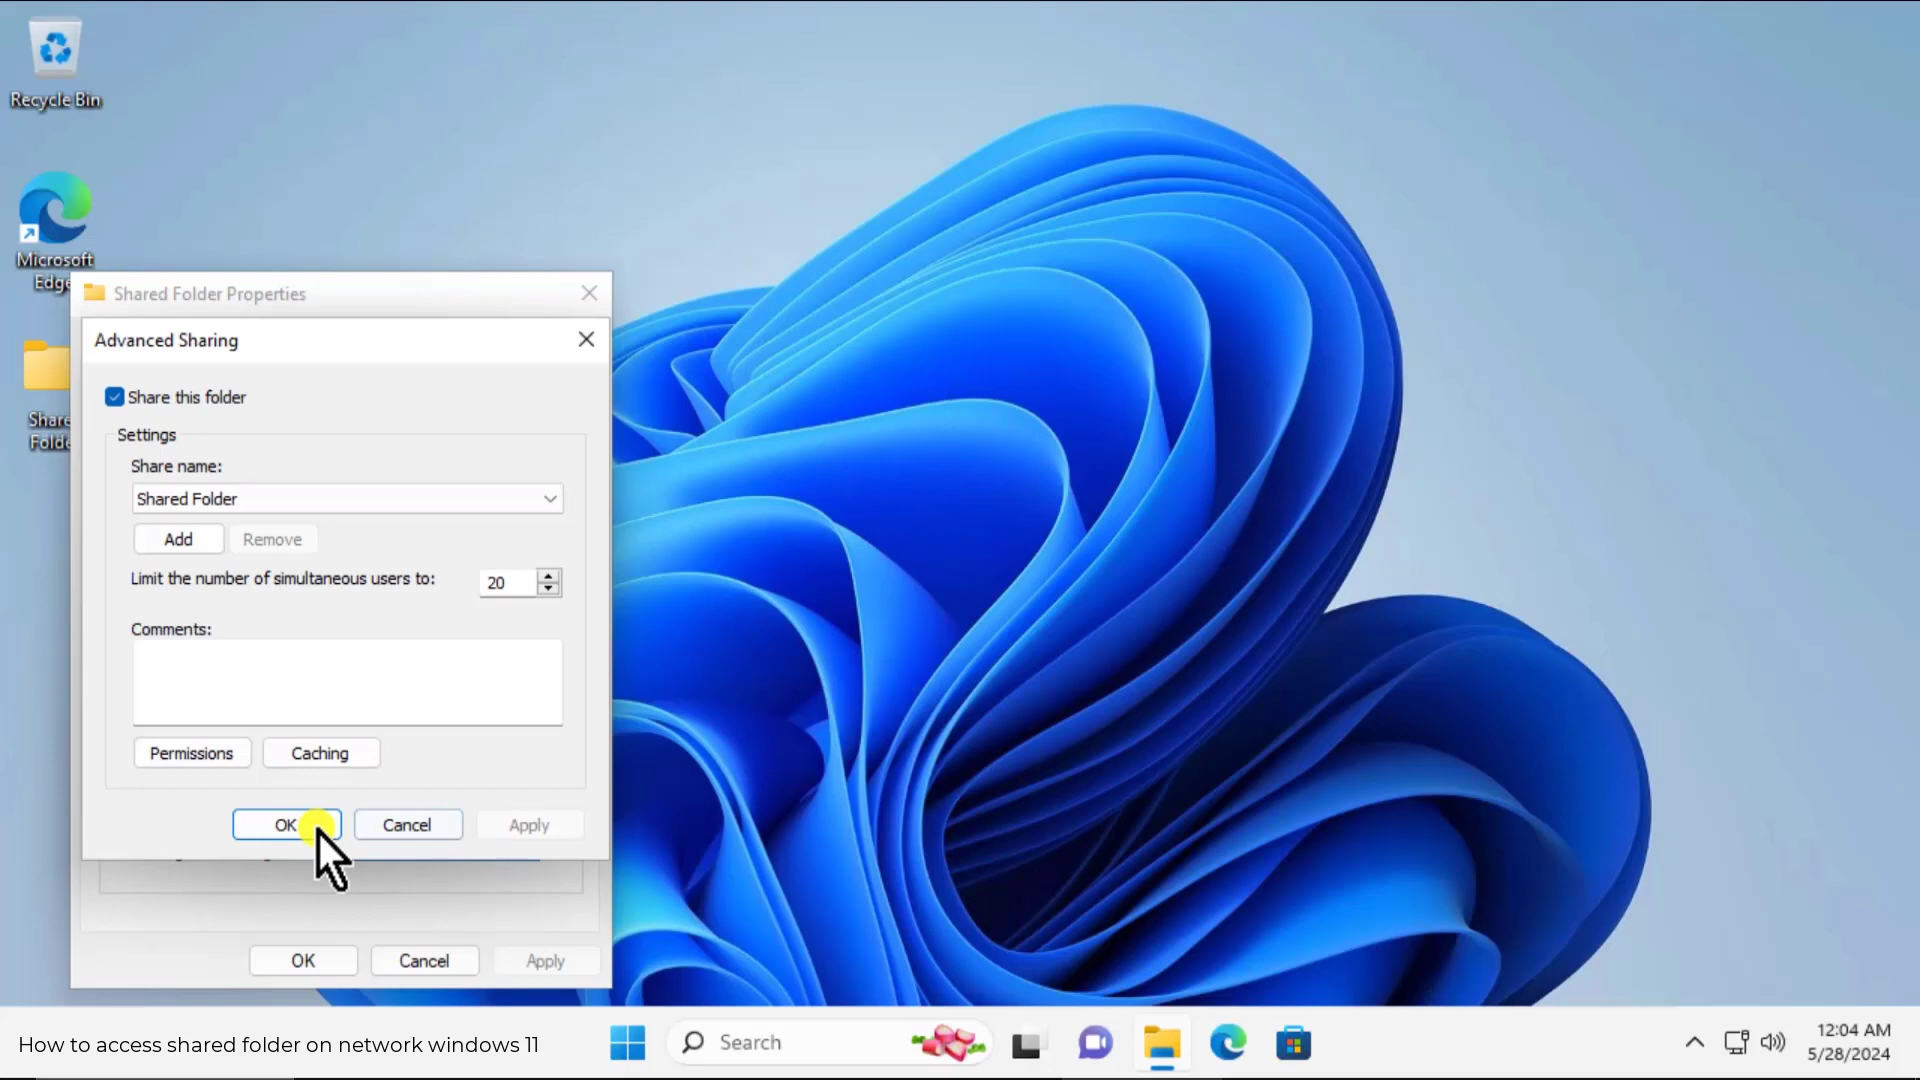 Recycle Bin
Microsoft
Edge
Share
Folde
Shared Folder Properties
Advanced Sharing
Share this folder
Settings
Share name:
Shared Folder
Add
Remove
Limit the number of simultaneous users to:
20
Comments:
Permissions
Caching
OK
Cancel
Apply
OK
Cancel
Apply
How to access shared folder on network windows 11
Search
12:04 AM
5/28/2024